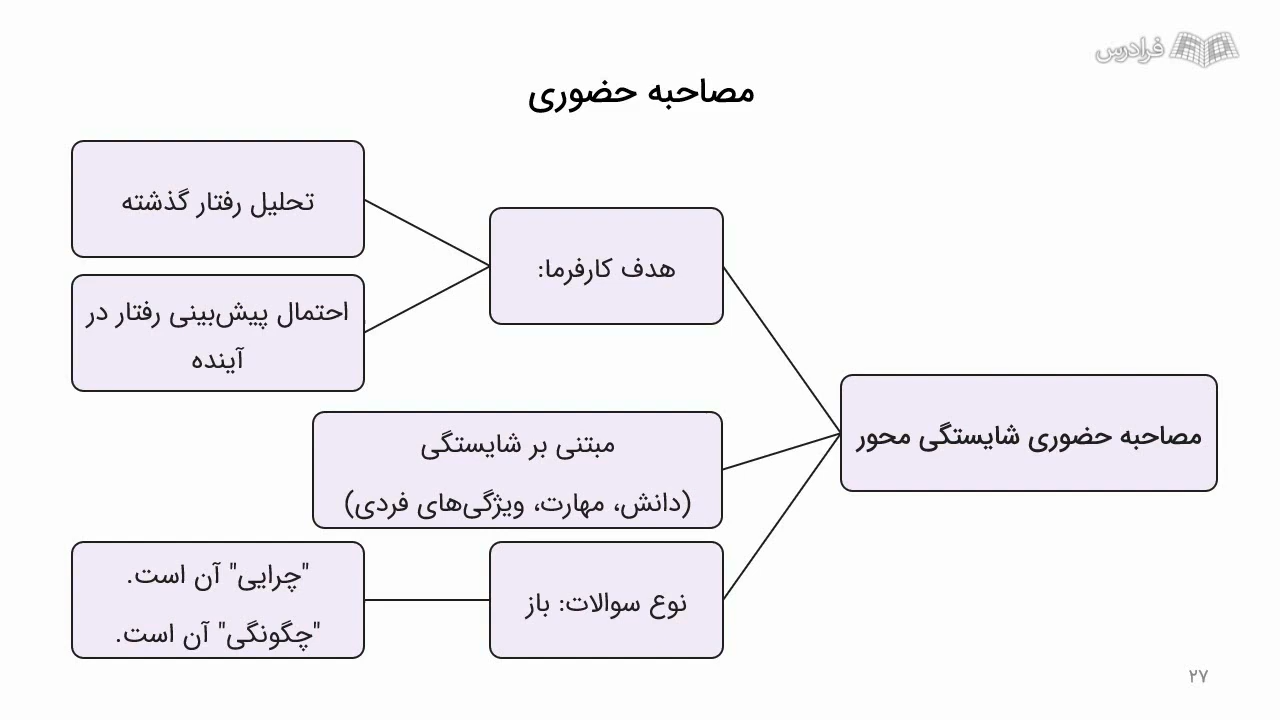 فرادرس
مصاحبه حضوری
مصاحبه حضوری شایستگی محور
هدف کارفرما:
تحلیل رفتار گذشته
احتمال پیش‌بینی رفتار در
آینده
مبتنی بر شایستگی
(دانش، مهارت، ویژگی‌های فردی)
نوع سوالات: باز
"چرایی" آن است.
"چگونگی" آن است.
۲۷